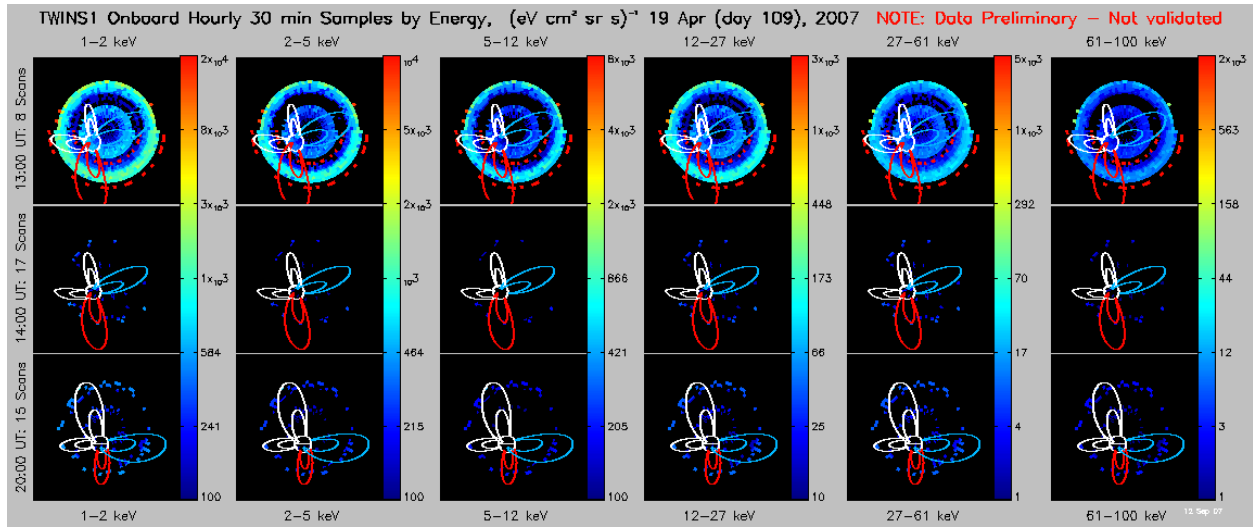 TWINS1 Onboard Hourly 30 min Samples by Energy, (eV cm² sr s)⁻¹ 19 Apr (day 109), 2007 NOTE: Data Preliminary – Not validated
1–2 keV 2–5 keV 5–12 keV 12–27 keV 27–61 keV 61–100 keV
13:00 UT: 8 Scans
2x10⁴ 10⁴ 8x10³ 3x10³ 5x10³ 2x10³
8x10³ 5x10³ 4x10³ 1x10³ 1x10³ 563
3x10³ 2x10³ 2x10³ 448 292 158
14:00 UT: 17 Scans
1x10³ 10³ 866 173 70 44
584 464 421 66 17 12
20:00 UT: 15 Scans
241 215 205 25 4 3
100 100 100 10 1 1
1–2 keV 2–5 keV 5–12 keV 12–27 keV 27–61 keV 61–100 keV
12 Sep 07